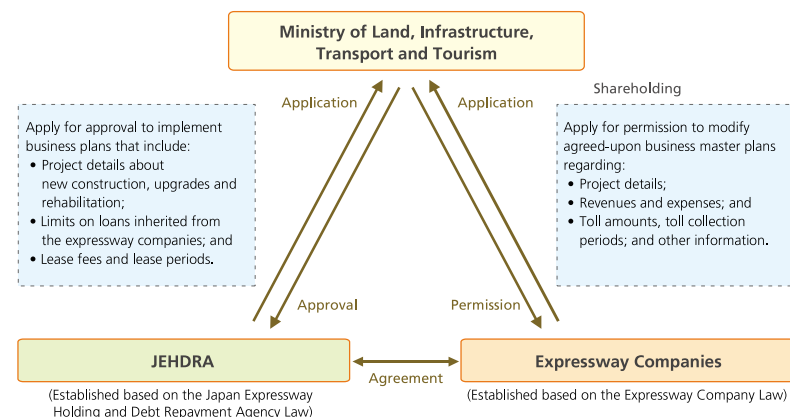 Ministry of Land, Infrastructure,
Transport and Tourism
Shareholding
Application
Application
Apply for approval to implement
business plans that include:
• Project details about
new construction, upgrades and
rehabilitation;
• Limits on loans inherited from
the expressway companies; and
• Lease fees and lease periods.
Apply for permission to modify
agreed-upon business master plans
regarding:
• Project details;
• Revenues and expenses; and
• Toll amounts, toll collection
periods; and other information.
Approval
Permission
JEHDRA
Agreement
Expressway Companies
(Established based on the Japan Expressway
Holding and Debt Repayment Agency Law)
(Established based on the Expressway Company Law)